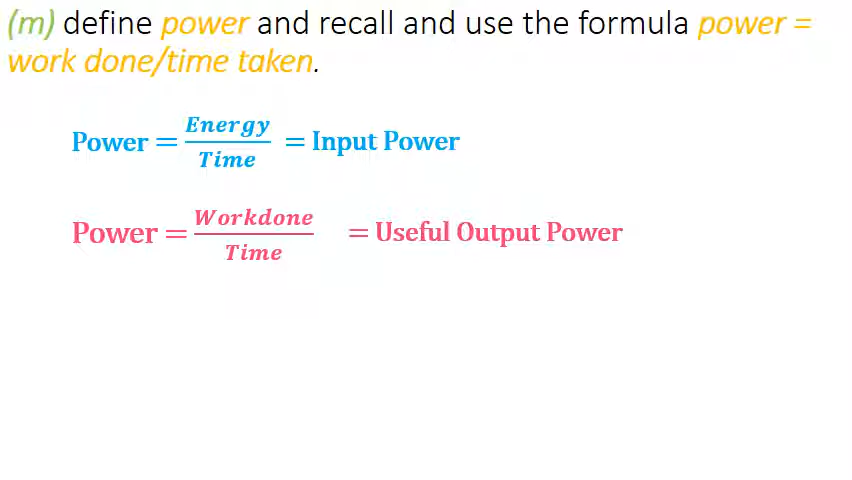 (m) define power and recall and use the formula power =
work done/time taken.
Power = Energy/Time = Input Power
Power = Workdone/Time = Useful Output Power